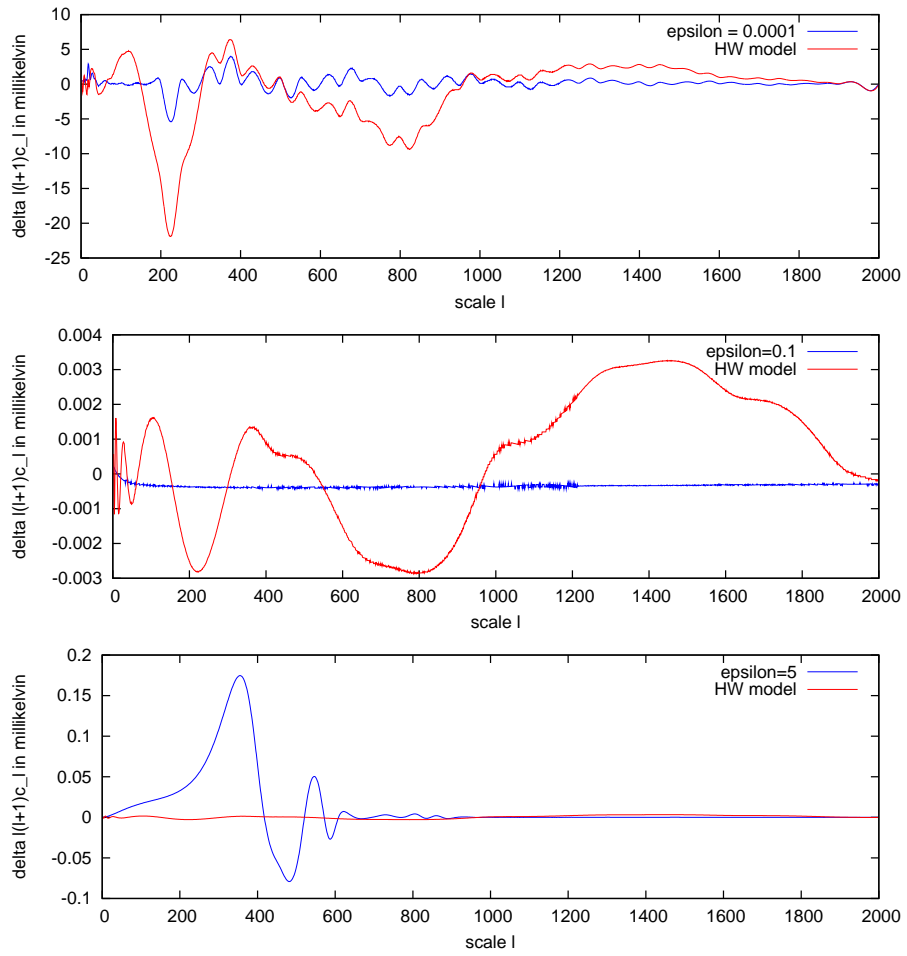 10
5
0
-5
-10
-15
-20
-25
delta l(l+1)c_l in millikelvin
epsilon = 0.0001
HW model
0 200 400 600 800 1000 1200 1400 1600 1800 2000
scale l
0.004
0.003
0.002
0.001
0
-0.001
-0.002
-0.003
delta l(l+1)c_l in millikelvin
epsilon=0.1
HW model
0 200 400 600 800 1000 1200 1400 1600 1800 2000
scale l
0.2
0.15
0.1
0.05
0
-0.05
-0.1
delta l(l+1)c_l in millikelvin
epsilon=5
HW model
0 200 400 600 800 1000 1200 1400 1600 1800 2000
scale l